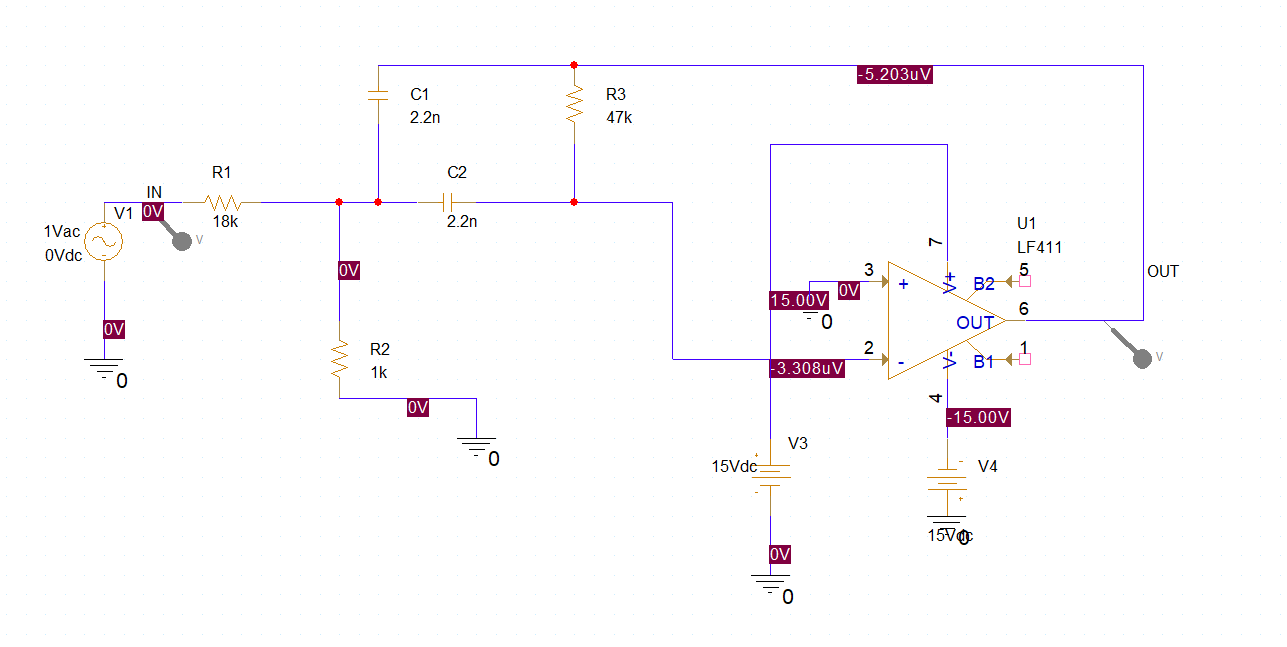 -5.203uV
C1
2.2n
R3
47k
R1
C2
IN
0V
V1
18k
2.2n
1Vac
0Vdc
V
U1
LF411
7
0V
3
+
V+
B2
5
OUT
15.00V
0V
0
OUT
6
0V
R2
1k
2
-
V-
B1
1
-3.308uV
V
0
4
0V
-15.00V
0
V3
15Vdc
+
-
-
V4
+
15Vdc
0
0V
0